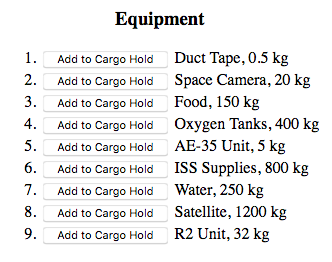 Equipment
1. Add to Cargo Hold Duct Tape, 0.5 kg
2. Add to Cargo Hold Space Camera, 20 kg
3. Add to Cargo Hold Food, 150 kg
4. Add to Cargo Hold Oxygen Tanks, 400 kg
5. Add to Cargo Hold AE-35 Unit, 5 kg
6. Add to Cargo Hold ISS Supplies, 800 kg
7. Add to Cargo Hold Water, 250 kg
8. Add to Cargo Hold Satellite, 1200 kg
9. Add to Cargo Hold R2 Unit, 32 kg